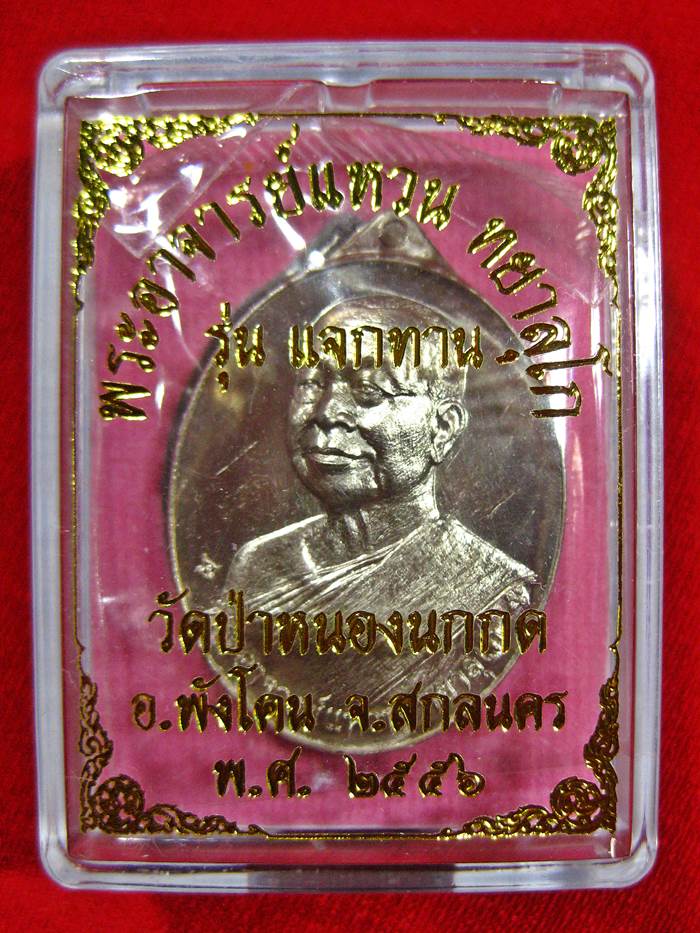 พระอาจารย์แหวน ทยาลุโก
รุ่น แจกทาน
วัดป่าหนองนกกด
อ.พังโคน จ.สกลนคร
พ.ศ. ๒๕๕๖